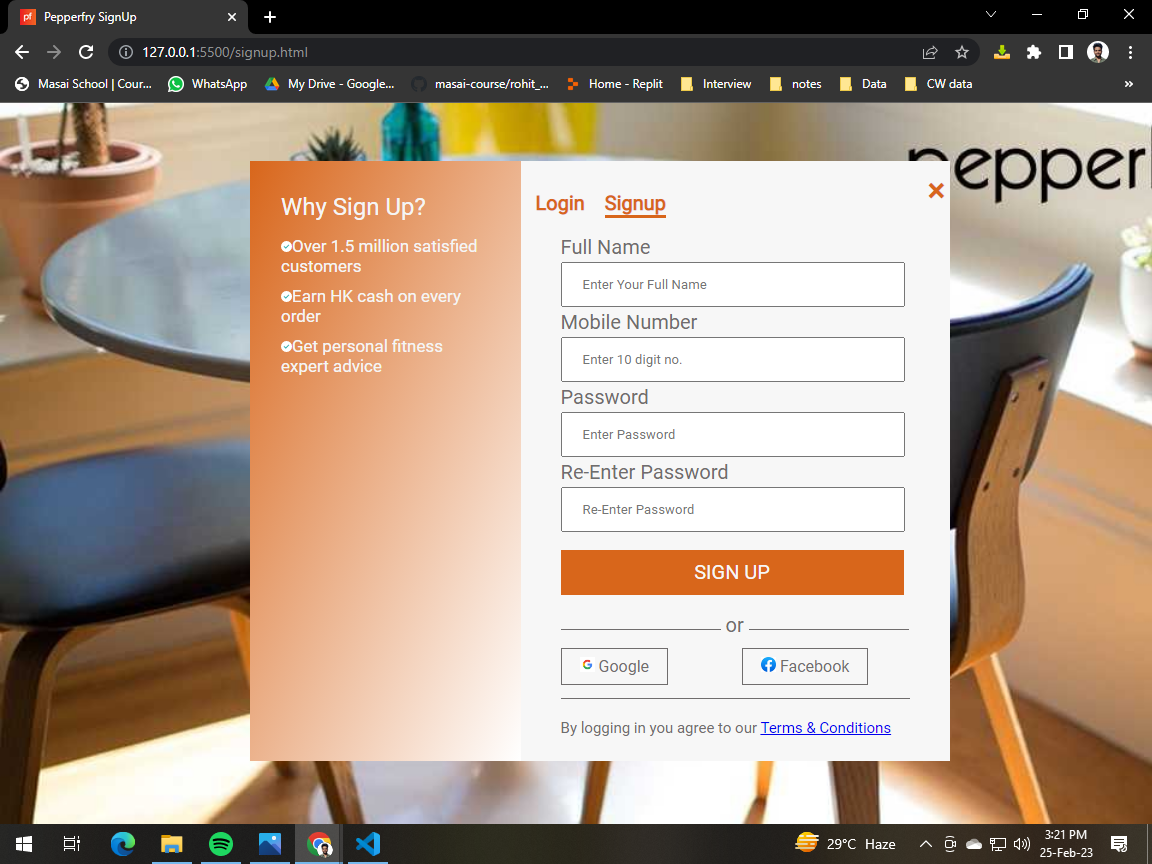 pf Pepperfry SignUp
127.0.0.1:5500/signup.html
Masai School | Cour... WhatsApp My Drive - Google... masai-course/rohit_... Home - Replit Interview notes Data CW data »
pepper
Why Sign Up?
Over 1.5 million satisfied
customers
Earn HK cash on every
order
Get personal fitness
expert advice
Login Signup
Full Name
Enter Your Full Name
Mobile Number
Enter 10 digit no.
Password
Enter Password
Re-Enter Password
Re-Enter Password
SIGN UP
or
Google Facebook
By logging in you agree to our Terms & Conditions
29°C Haze
3:21 PM
25-Feb-23